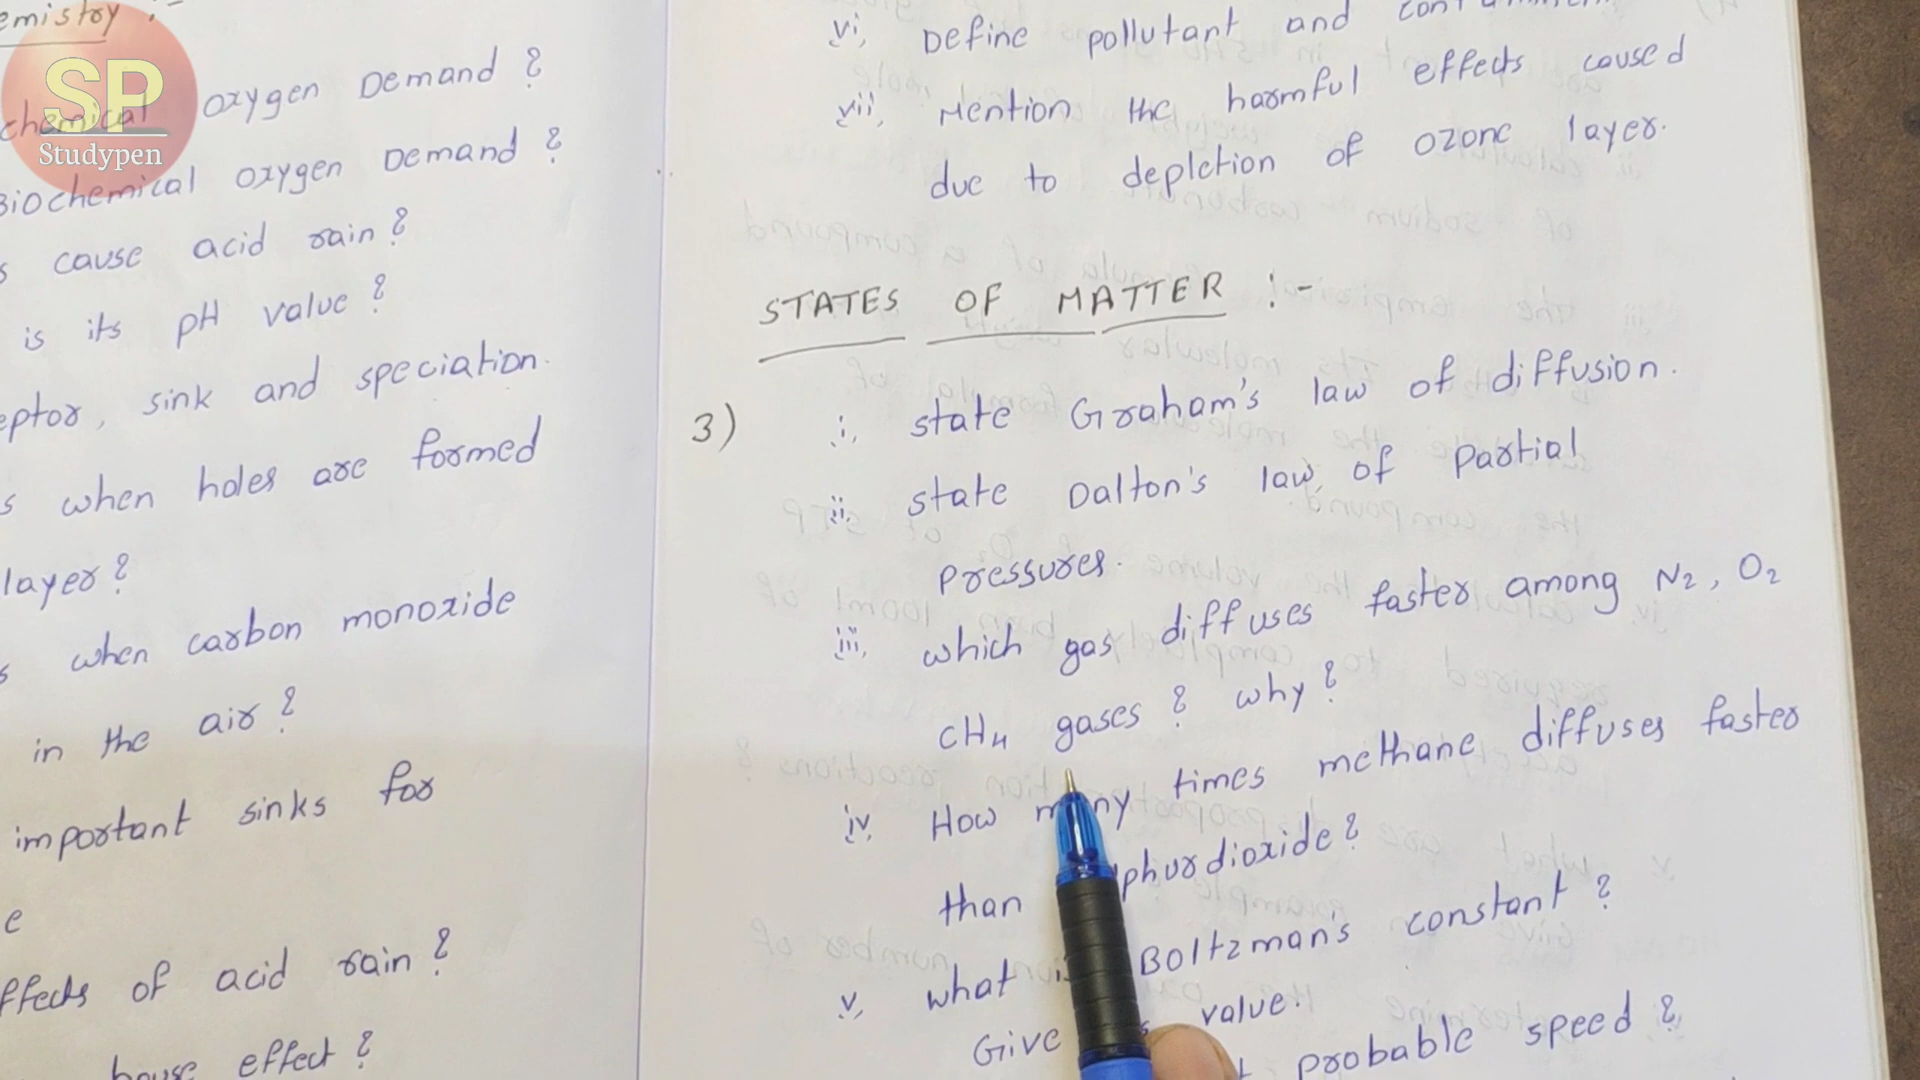 emistry :-
SP
Studypen
chemical oxygen Demand ?
Biochemical oxygen Demand ?
s cause acid rain ?
is its pH value ?
eptor, sink and speciation.
s when holes are formed
layer ?
s when carbon monoxide
in the air ?
important sinks for
e
ffects of acid rain ?
house effect ?
vi, Define pollutant and
vii, Mention the harmful effects caused
due to depletion of ozone layer.
STATES OF MATTER :-
3) i, state Graham's law of diffusion.
ii, state Dalton's law of Partial
Pressures.
iii, which gas diffuses faster among N2, O2
CH4 gases ? why ?
iv, How many times methane diffuses faster
than phurdioxide ?
v, what i Boltzman's constant ?
Give s value.
t probable speed ?